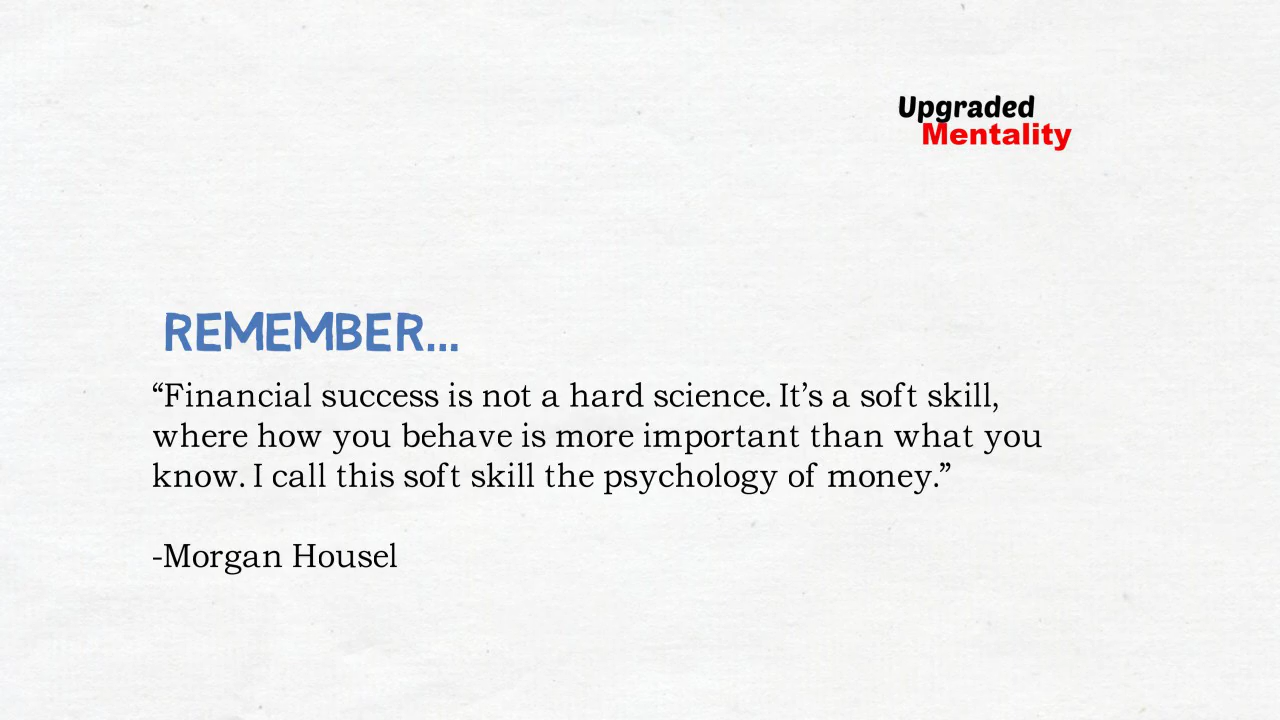 Upgraded
Mentality
REMEMBER...
“Financial success is not a hard science. It’s a soft skill,
where how you behave is more important than what you
know. I call this soft skill the psychology of money.”
-Morgan Housel